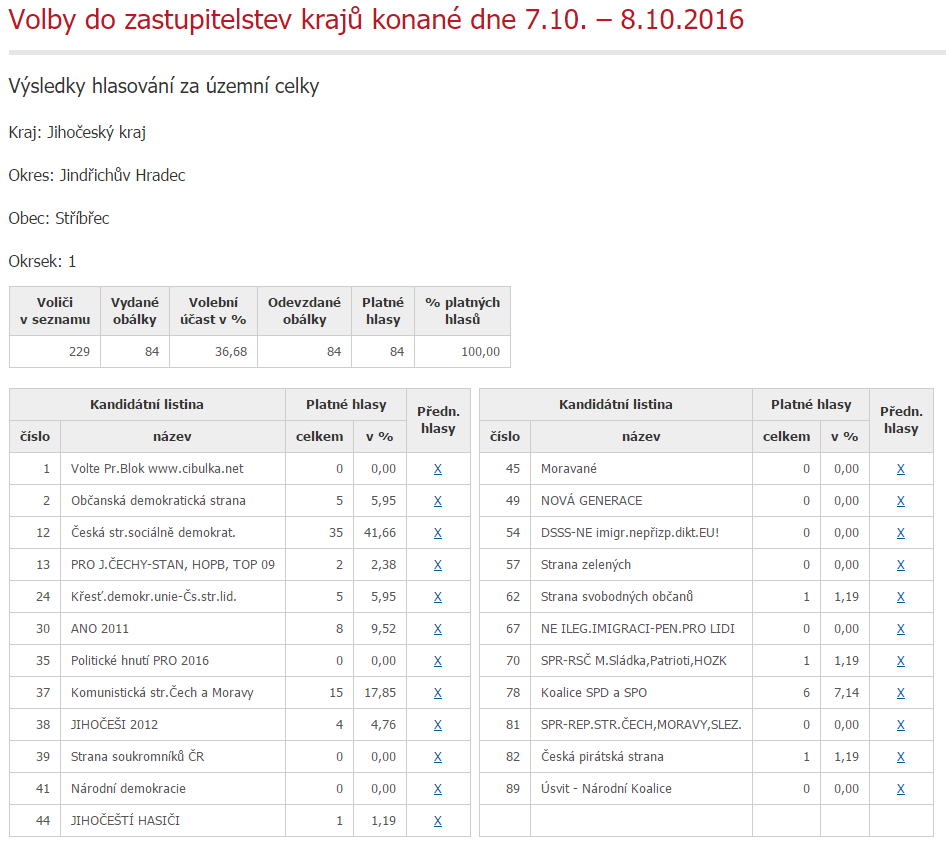 Volby do zastupitelstev krajů konané dne 7.10. – 8.10.2016
Výsledky hlasování za územní celky
Kraj: Jihočeský kraj
Okres: Jindřichův Hradec
Obec: Stříbřec
Okrsek: 1
Voliči v seznamu Vydané obálky Volební účast v % Odevzdané obálky Platné hlasy % platných hlasů
229 84 36,68 84 84 100,00
Kandidátní listina Platné hlasy Předn. hlasy
číslo název celkem v %
1 Volte Pr.Blok www.cibulka.net 0 0,00 X
2 Občanská demokratická strana 5 5,95 X
12 Česká str.sociálně demokrat. 35 41,66 X
13 PRO J.ČECHY-STAN, HOPB, TOP 09 2 2,38 X
24 Křesť.demokr.unie-Čs.str.lid. 5 5,95 X
30 ANO 2011 8 9,52 X
35 Politické hnutí PRO 2016 0 0,00 X
37 Komunistická str.Čech a Moravy 15 17,85 X
38 JIHOČEŠI 2012 4 4,76 X
39 Strana soukromníků ČR 0 0,00 X
41 Národní demokracie 0 0,00 X
44 JIHOČEŠTÍ HASIČI 1 1,19 X
Kandidátní listina Platné hlasy Předn. hlasy
číslo název celkem v %
45 Moravané 0 0,00 X
49 NOVÁ GENERACE 0 0,00 X
54 DSSS-NE imigr.nepřizp.dikt.EU! 0 0,00 X
57 Strana zelených 0 0,00 X
62 Strana svobodných občanů 1 1,19 X
67 NE ILEG.IMIGRACI-PEN.PRO LIDI 0 0,00 X
70 SPR-RSČ M.Sládka,Patrioti,HOZK 1 1,19 X
78 Koalice SPD a SPO 6 7,14 X
81 SPR-REP.STR.ČECH,MORAVY,SLEZ. 0 0,00 X
82 Česká pirátská strana 1 1,19 X
89 Úsvit - Národní Koalice 0 0,00 X